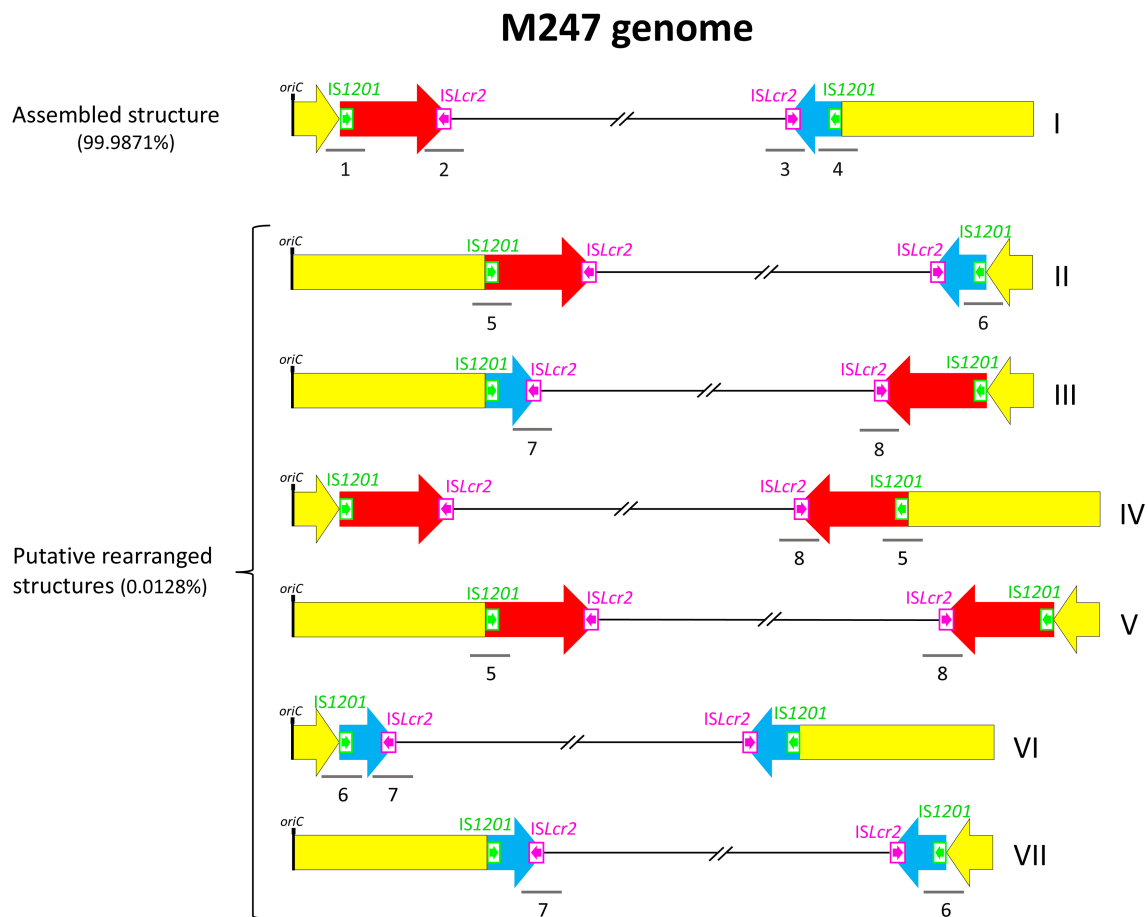 M247 genome
Assembled structure
(99.9871%)
oriC
IS1201
ISLcr2
ISLcr2
IS1201
I
1
2
3
4
oriC
IS1201
ISLcr2
ISLcr2
IS1201
II
5
6
oriC
IS1201
ISLcr2
ISLcr2
IS1201
III
7
8
oriC
IS1201
ISLcr2
ISLcr2
IS1201
IV
8
5
Putative rearranged
structures (0.0128%)
oriC
IS1201
ISLcr2
ISLcr2
IS1201
V
5
8
oriC
IS1201
ISLcr2
ISLcr2
IS1201
VI
6
7
oriC
IS1201
ISLcr2
ISLcr2
IS1201
VII
7
6